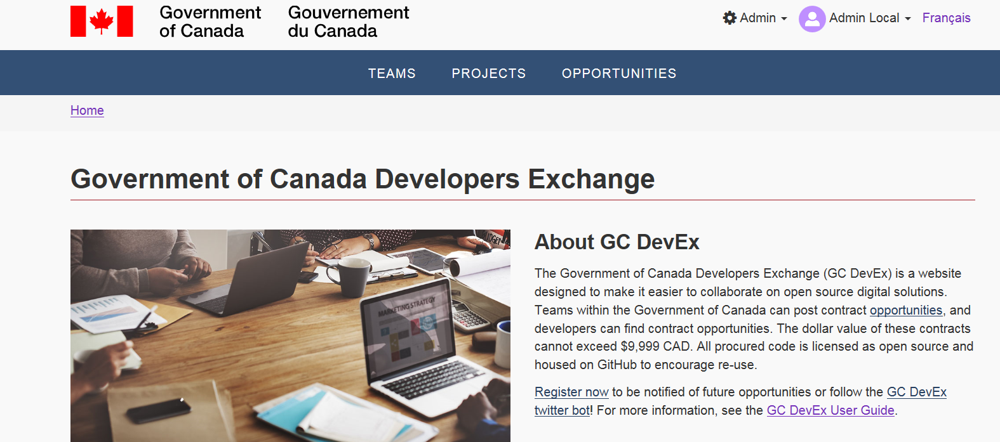 Government Gouvernement
of Canada du Canada
Admin Admin Local Français
TEAMS PROJECTS OPPORTUNITIES
Home
Government of Canada Developers Exchange
BUDGET
MARKETING STRATEGY
About GC DevEx
The Government of Canada Developers Exchange (GC DevEx) is a website
designed to make it easier to collaborate on open source digital solutions.
Teams within the Government of Canada can post contract opportunities, and
developers can find contract opportunities. The dollar value of these contracts
cannot exceed $9,999 CAD. All procured code is licensed as open source and
housed on GitHub to encourage re-use.
Register now to be notified of future opportunities or follow the GC DevEx
twitter bot! For more information, see the GC DevEx User Guide.